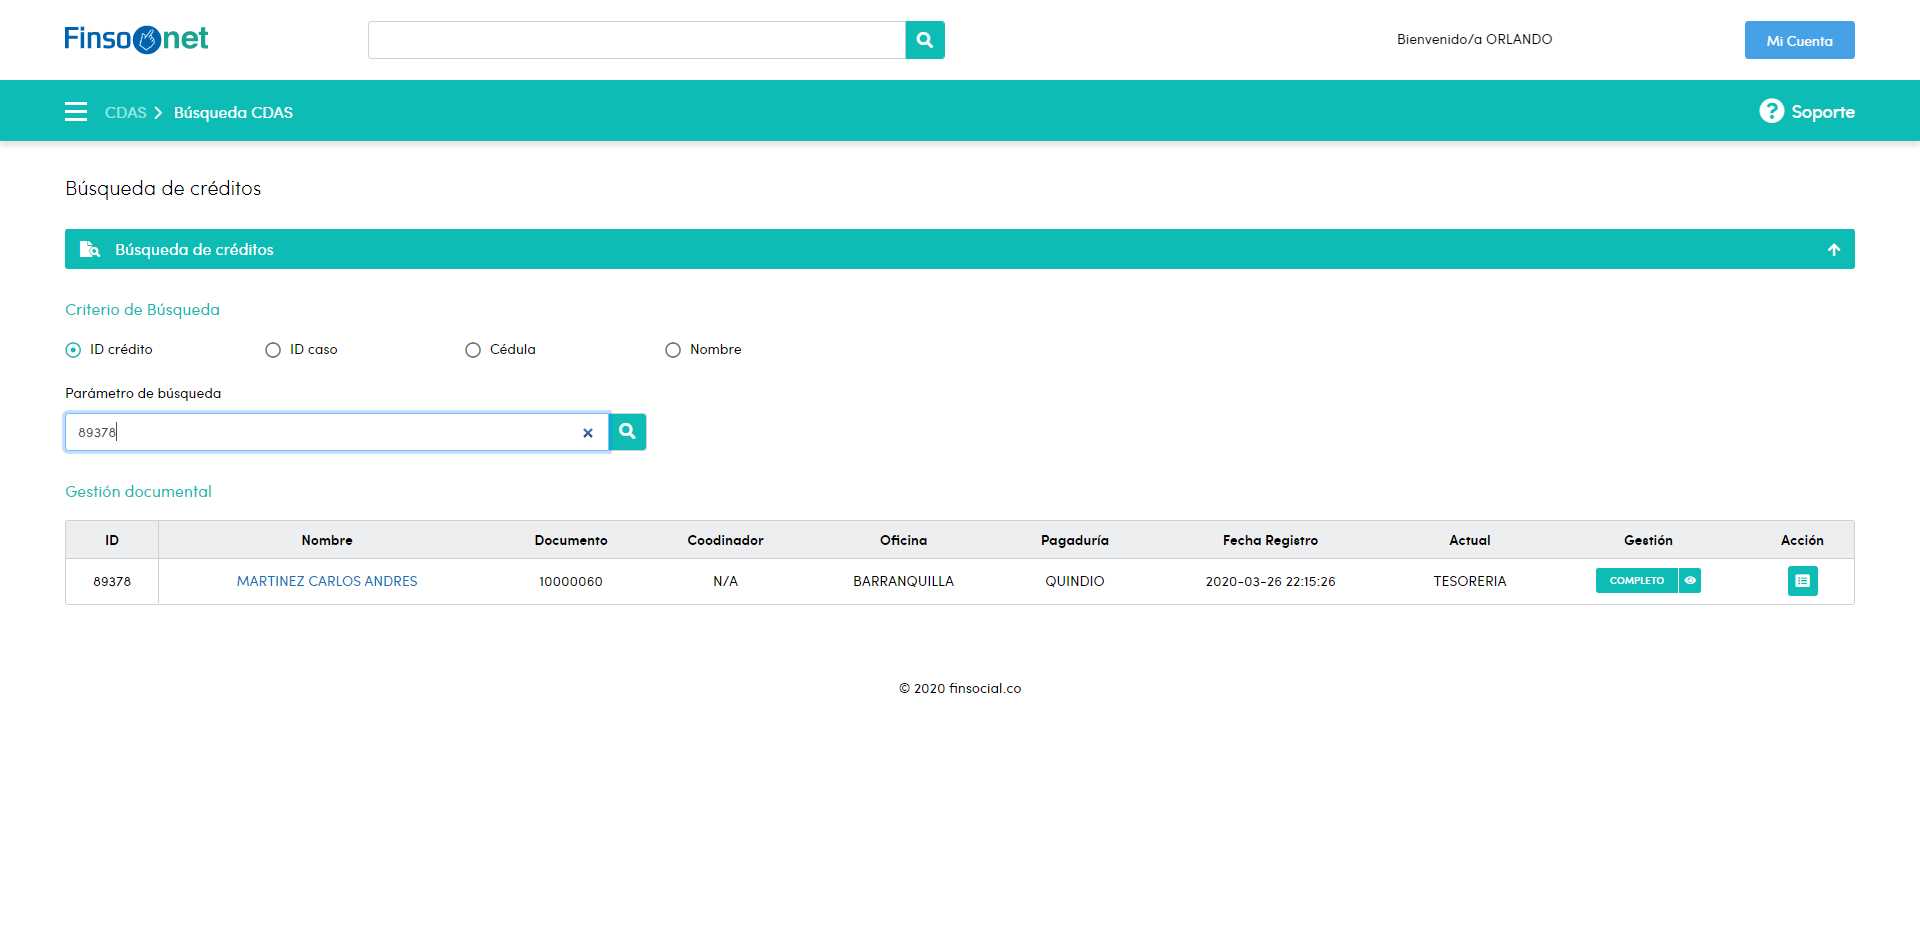 Finsonet
Bienvenido/a ORLANDO
Mi Cuenta
CDAS
Búsqueda CDAS
Soporte
Búsqueda de créditos
Búsqueda de créditos
Criterio de Búsqueda
ID crédito
ID caso
Cédula
Nombre
Parámetro de búsqueda
89378
Gestión documental
ID Nombre Documento Coodinador Oficina Pagaduría Fecha Registro Actual Gestión Acción
89378 MARTINEZ CARLOS ANDRES 10000060 N/A BARRANQUILLA QUINDIO 2020-03-26 22:15:26 TESORERIA COMPLETO
© 2020 finsocial.co